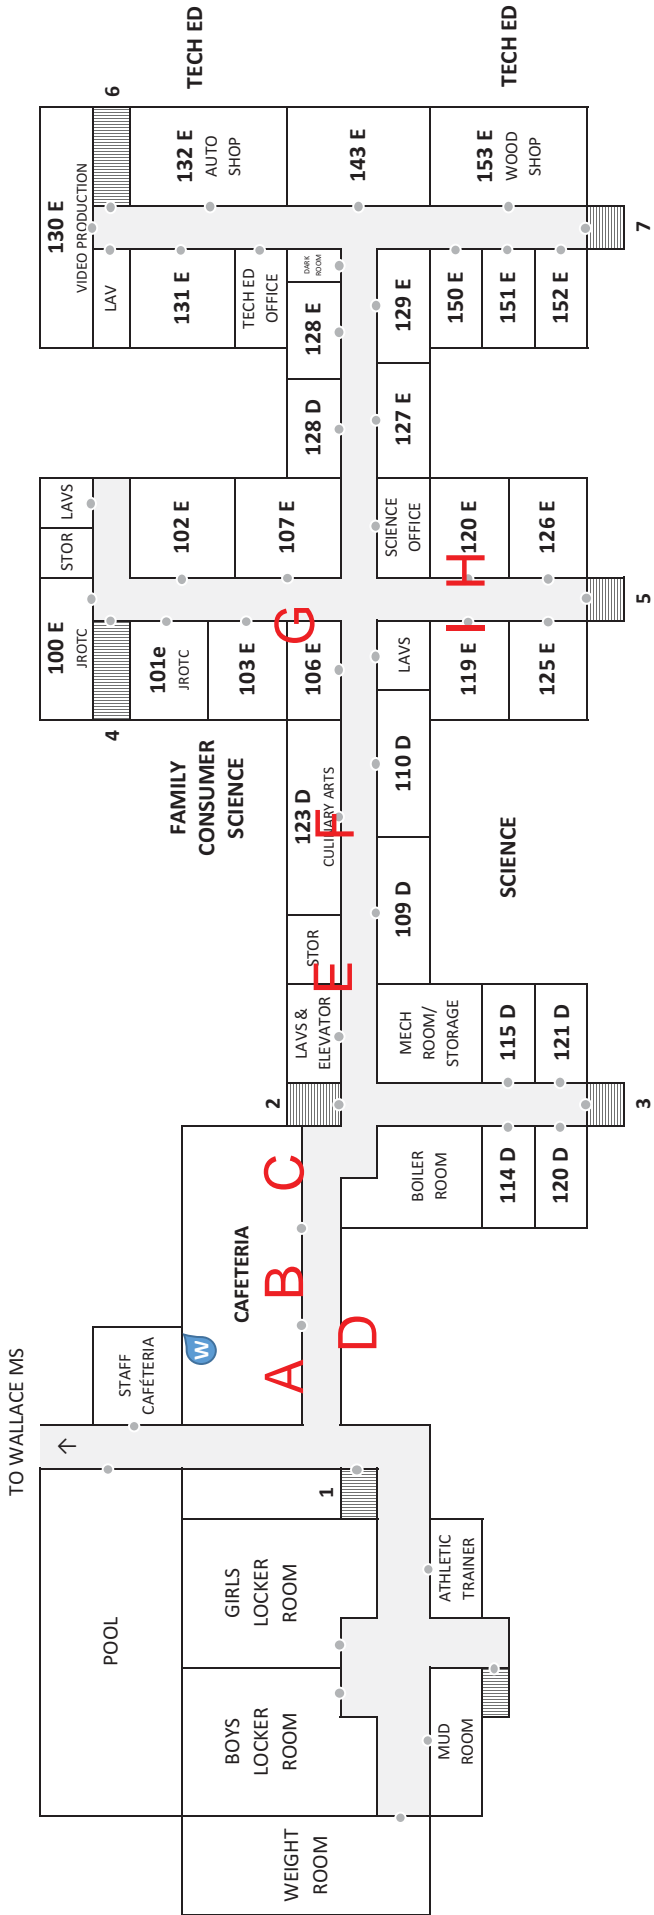 TECH ED
TECH ED
6
130 E
VIDEO PRODUCTION
132 E
AUTO
SHOP
143 E
153 E
WOOD
SHOP
7
LAV
131 E
TECH ED
OFFICE
DARK
ROOM
128 E
128 D
129 E
127 E
150 E
151 E
152 E
LAVS
STOR
102 E
107 E
SCIENCE
OFFICE
120 E
126 E
H
5
100 E
JROTC
4
101e
JROTC
103 E
106 E
G
LAVS
119 E
I
125 E
FAMILY
CONSUMER
SCIENCE
123 D
CULINARY ARTS
F
110 D
109 D
SCIENCE
STOR
E
LAVS &
ELEVATOR
2
MECH
ROOM/
STORAGE
115 D
121 D
3
BOILER
ROOM
114 D
120 D
CAFETERIA
C
B
A
D
W
STAFF
CAFÉTERIA
TO WALLACE MS
1
POOL
GIRLS
LOCKER
ROOM
ATHLETIC
TRAINER
BOYS
LOCKER
ROOM
MUD
ROOM
WEIGHT
ROOM